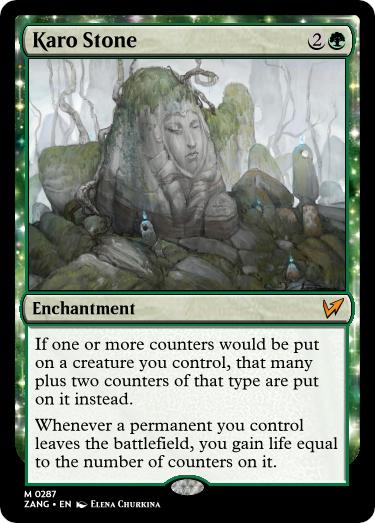 Karo Stone 2
Enchantment
If one or more counters would be put
on a creature you control, that many
plus two counters of that type are put
on it instead.
Whenever a permanent you control
leaves the battlefield, you gain life equal
to the number of counters on it.
M 0287
ZANG • EN Elena Churkina